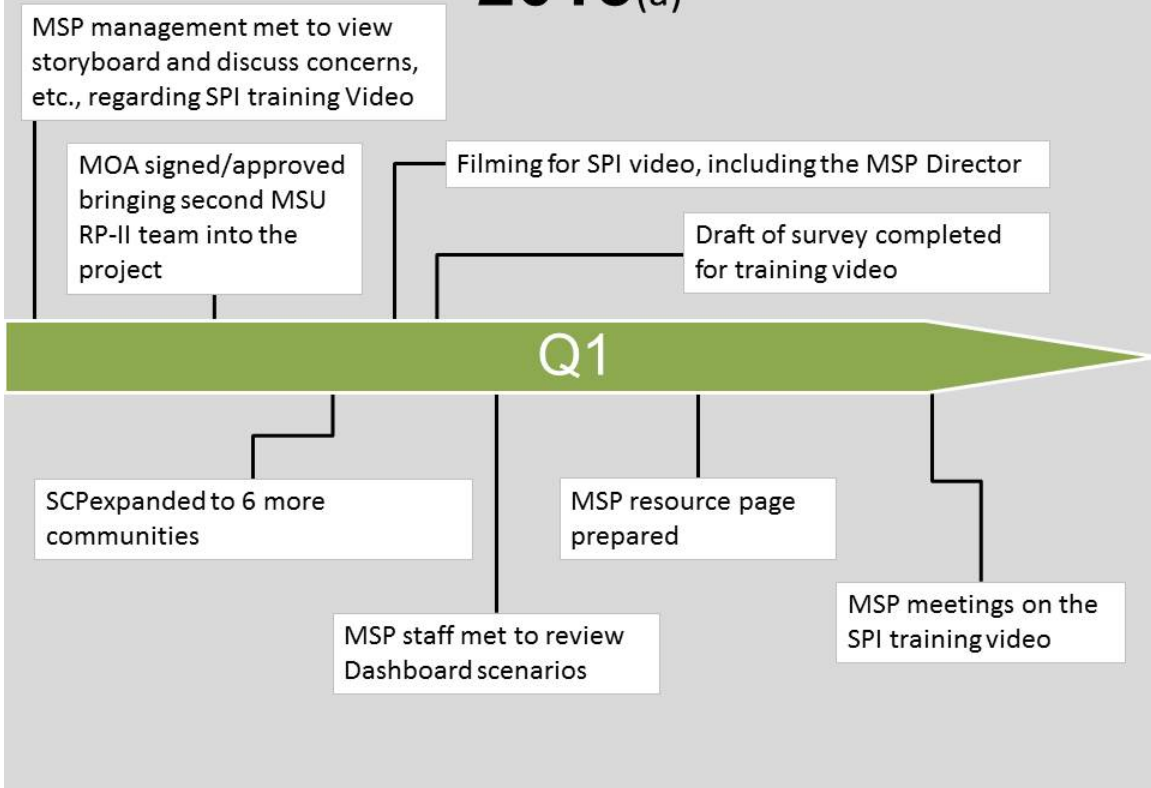 MSP management met to view
storyboard and discuss concerns,
etc., regarding SPI training Video
MOA signed/approved
bringing second MSU
RP-II team into the
project
Filming for SPI video, including the MSP Director
Draft of survey completed
for training video
Q1
SCPexpanded to 6 more
communities
MSP resource page
prepared
MSP staff met to review
Dashboard scenarios
MSP meetings on the
SPI training video